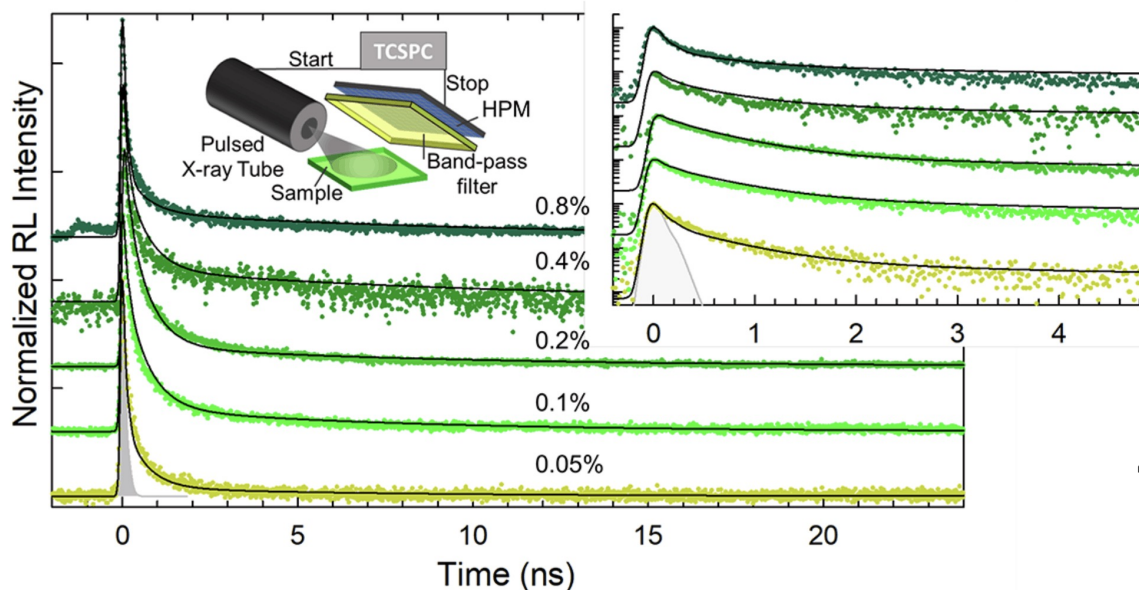 Normalized RL Intensity
TCSPC
Start
Stop
HPM
Pulsed
X-ray Tube
Band-pass
filter
Sample
0.8%
0.4%
0.2%
0.1%
0.05%
0 1 2 3 4
0 5 10 15 20
Time (ns)